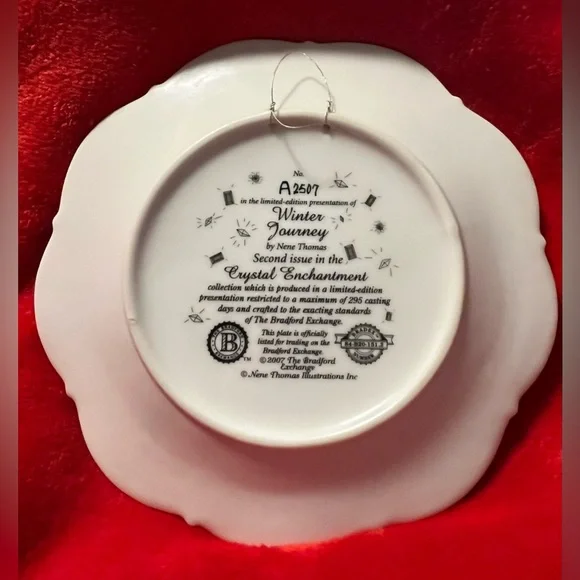 No.
A2507
in the limited-edition presentation of
Winter
Journey
by Nene Thomas
Second issue in the
Crystal Enchantment
collection which is produced in a limited-edition
presentation restricted to a maximum of 295 casting
days and crafted to the exacting standards
of The Bradford Exchange.
This plate is officially
listed for trading on the
Bradford Exchange.
© 2007 The Bradford
Exchange
© Nene Thomas Illustrations Inc
B
TM
BRADEX
NUMBER